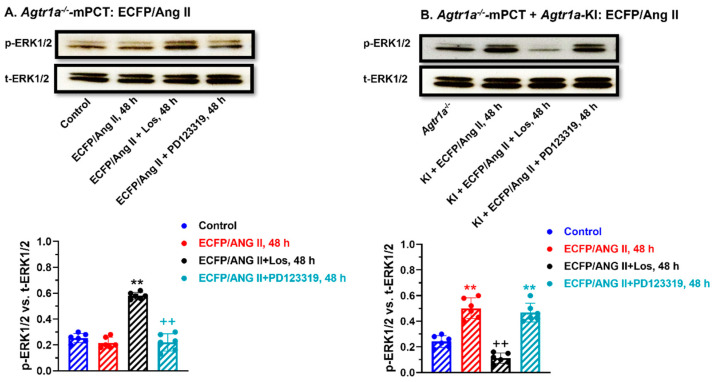 A. Agtr1a-/--mPCT: ECFP/Ang II
p-ERK1/2
t-ERK1/2
Control
ECFP/Ang II, 48 h
ECFP/Ang II + Los, 48 h
ECFP/Ang II + PD123319, 48 h
Control
ECFP/ANG II, 48 h
ECFP/ANG II+Los, 48 h
ECFP/ANG II+PD123319, 48 h
p-ERK1/2 vs. t-ERK1/2
1.0
0.8
0.6
0.4
0.2
0.0
**
++
B. Agtr1a-/--mPCT + Agtr1a-KI: ECFP/Ang II
p-ERK1/2
t-ERK1/2
Agtr1a-/-
KI + ECFP/Ang II, 48 h
KI + ECFP/Ang II + Los, 48 h
KI + ECFP/Ang II + PD123319, 48 h
Control
ECFP/ANG II, 48 h
ECFP/ANG II+Los, 48 h
ECFP/ANG II+PD123319, 48 h
p-ERK1/2 vs. t-ERK1/2
1.0
0.8
0.6
0.4
0.2
0.0
**
++
**